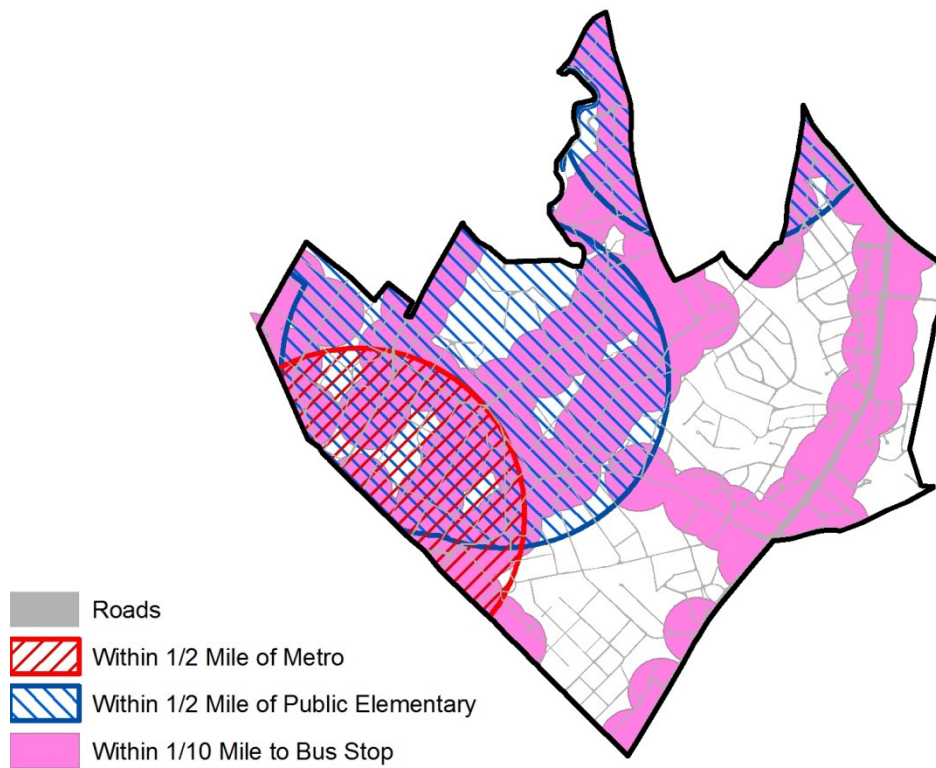 Roads
Within 1/2 Mile of Metro
Within 1/2 Mile of Public Elementary
Within 1/10 Mile to Bus Stop